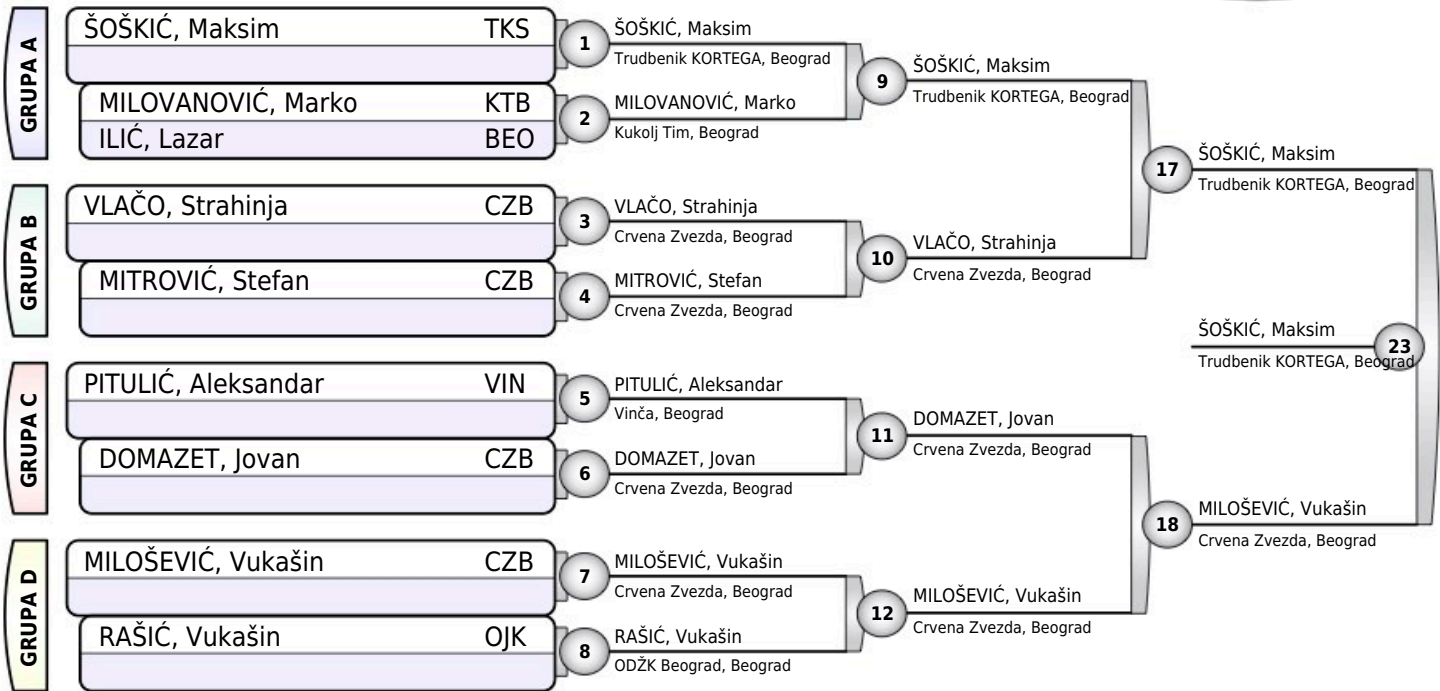 GRUPA A
ŠOŠKIĆ, Maksim TKS
MILOVANOVIĆ, Marko KTB
ILIĆ, Lazar BEO
GRUPA B
VLAČO, Strahinja CZB
MITROVIĆ, Stefan CZB
GRUPA C
PITULIĆ, Aleksandar VIN
DOMAZET, Jovan CZB
GRUPA D
MILOŠEVIĆ, Vukašin CZB
RAŠIĆ, Vukašin OJK
1
ŠOŠKIĆ, Maksim
Trudbenik KORTEGA, Beograd
2
MILOVANOVIĆ, Marko
Kukolj Tim, Beograd
3
VLAČO, Strahinja
Crvena Zvezda, Beograd
4
MITROVIĆ, Stefan
Crvena Zvezda, Beograd
5
PITULIĆ, Aleksandar
Vinča, Beograd
6
DOMAZET, Jovan
Crvena Zvezda, Beograd
7
MILOŠEVIĆ, Vukašin
Crvena Zvezda, Beograd
8
RAŠIĆ, Vukašin
ODŽK Beograd, Beograd
9
ŠOŠKIĆ, Maksim
Trudbenik KORTEGA, Beograd
10
VLAČO, Strahinja
Crvena Zvezda, Beograd
11
DOMAZET, Jovan
Crvena Zvezda, Beograd
12
MILOŠEVIĆ, Vukašin
Crvena Zvezda, Beograd
17
ŠOŠKIĆ, Maksim
Trudbenik KORTEGA, Beograd
18
MILOŠEVIĆ, Vukašin
Crvena Zvezda, Beograd
ŠOŠKIĆ, Maksim
23
Trudbenik KORTEGA, Beograd